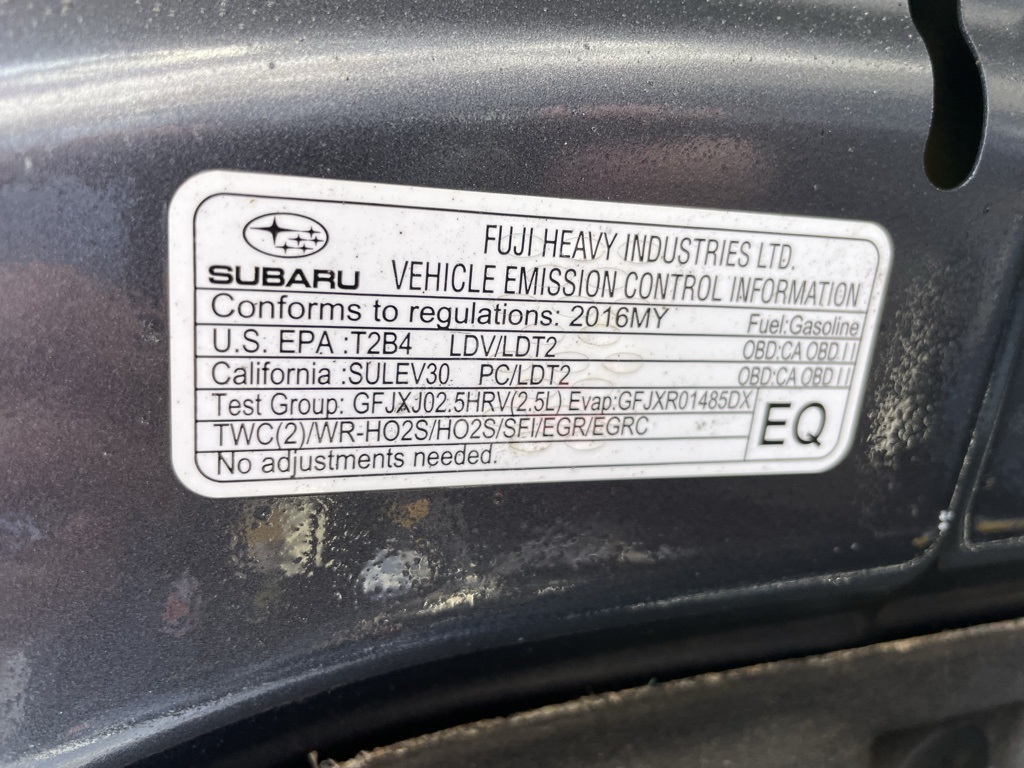 SUBARU
FUJI HEAVY INDUSTRIES LTD.
VEHICLE EMISSION CONTROL INFORMATION
Conforms to regulations: 2016MY Fuel:Gasoline
U.S. EPA :T2B4 LDV/LDT2 OBD:CA OBD II
California :SULEV30 PC/LDT2 OBD:CA OBD II
Test Group: GFJXJ02.5HRV(2.5L) Evap:GFJXR01485DX
TWC(2)/WR-HO2S/HO2S/SFI/EGR/EGRC
No adjustments needed.
EQ